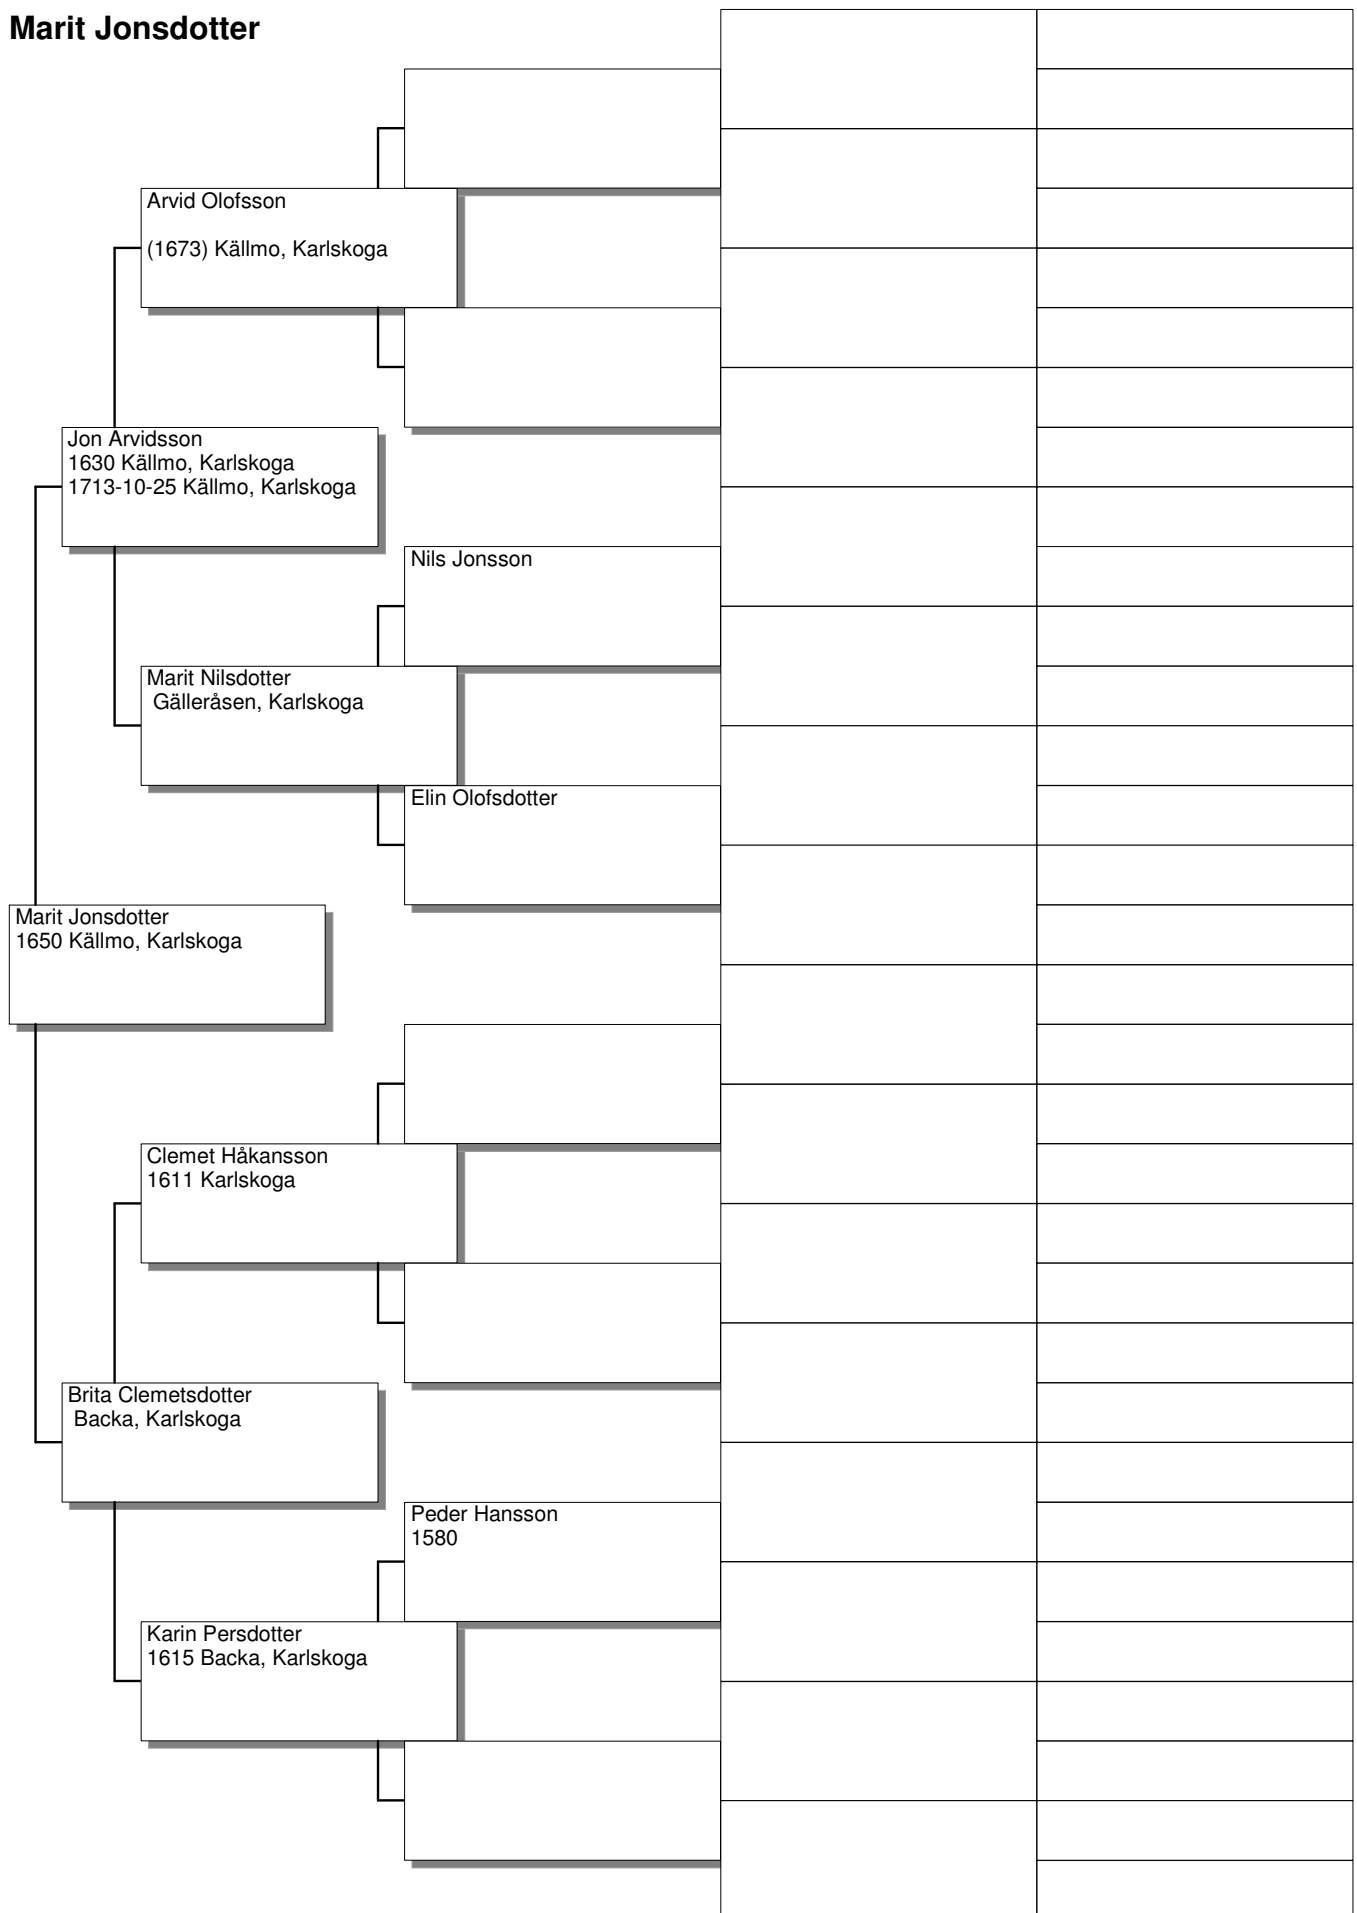 Marit Jonsdotter
Arvid Olofsson
(1673) Källmo, Karlskoga
Jon Arvidsson
1630 Källmo, Karlskoga
1713-10-25 Källmo, Karlskoga
Nils Jonsson
Marit Nilsdotter
Gälleråsen, Karlskoga
Elin Olofsdotter
Marit Jonsdotter
1650 Källmo, Karlskoga
Clemet Håkansson
1611 Karlskoga
Brita Clemetsdotter
Backa, Karlskoga
Peder Hansson
1580
Karin Persdotter
1615 Backa, Karlskoga